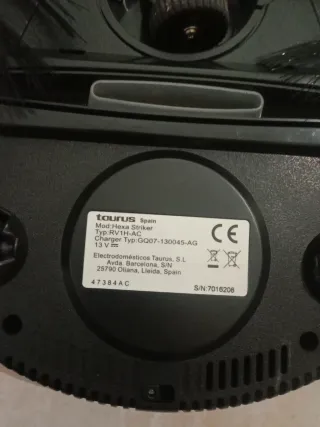 taurus Spain
Mod:Hexa Striker
Typ:RV1H-AC
Charger Typ:GQ07-130045-AG
13 V
CE
Electrodomésticos Taurus, S.L
Avda. Barcelona, S/N
25790 Oliana, Lleida, Spain
47384AC
S/N:7016206